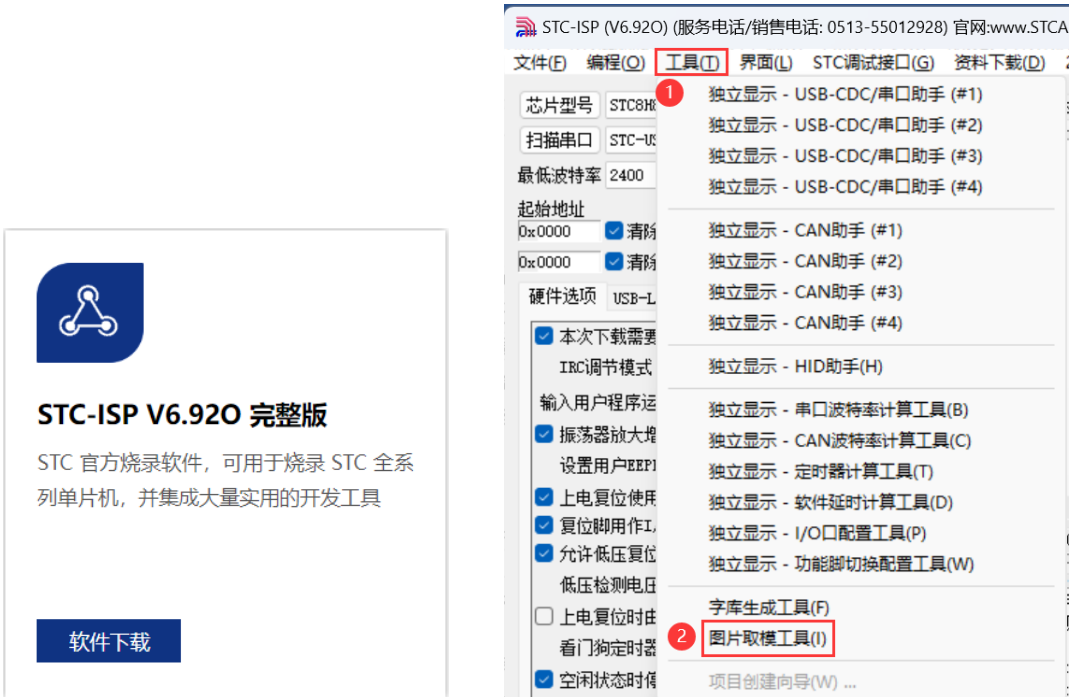 STC-ISP V6.92O 完整版
STC 官方烧录软件，可用于烧录 STC 全系
列单片机，并集成大量实用的开发工具
软件下载
STC-ISP (V6.92O) (服务电话/销售电话: 0513-55012928) 官网:www.STCA
文件(F) 编程(O) 工具(T) 界面(L) STC调试接口(G) 资料下载(D)
1
芯片型号 STC8H8
扫描串口 STC-US
最低波特率 2400
起始地址
0x0000 清除
0x0000 清除
硬件选项 USB-L
本次下载需要
IRC调节模式
输入用户程序运
振荡器放大增
设置用户EEPR
上电复位使用
复位脚用作I/
允许低压复位
低压检测电压
上电复位时由
看门狗定时器
空闲状态时停
独立显示 - USB-CDC/串口助手 (#1)
独立显示 - USB-CDC/串口助手 (#2)
独立显示 - USB-CDC/串口助手 (#3)
独立显示 - USB-CDC/串口助手 (#4)
独立显示 - CAN助手 (#1)
独立显示 - CAN助手 (#2)
独立显示 - CAN助手 (#3)
独立显示 - CAN助手 (#4)
独立显示 - HID助手(H)
独立显示 - 串口波特率计算工具(B)
独立显示 - CAN波特率计算工具(C)
独立显示 - 定时器计算工具(T)
独立显示 - 软件延时计算工具(D)
独立显示 - I/O口配置工具(P)
独立显示 - 功能脚切换配置工具(W)
字库生成工具(F)
2 图片取模工具(I)
项目创建向导(W) ...